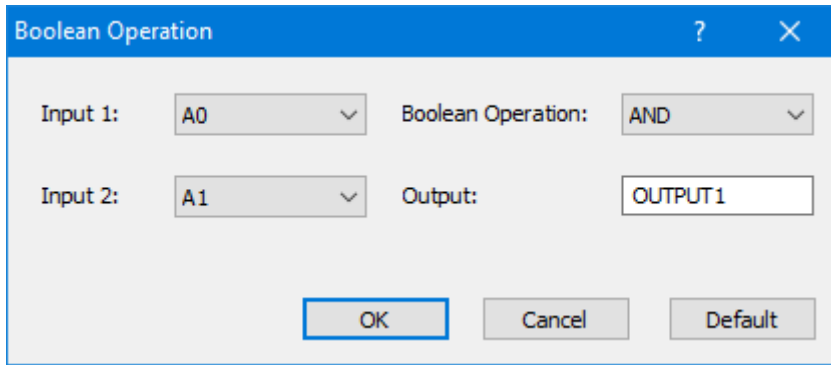 Boolean Operation ?
Input 1: A0 Boolean Operation: AND
Input 2: A1 Output: OUTPUT1
OK Cancel Default